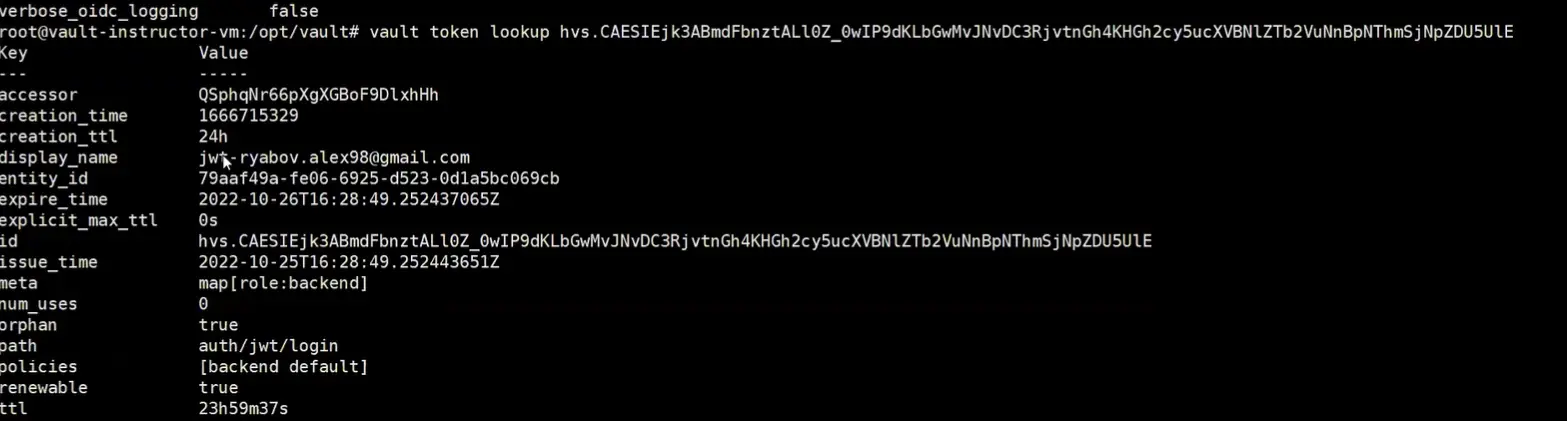 verbose_oidc_logging false
root@vault-instructor-vm:/opt/vault# vault token lookup hvs.CAESIEjk3ABmdFbnztALl0Z_0wIP9dKLbGwMvJNvDC3RjvtnGh4KHGh2cy5ucXVBNlZTb2VuNnBpNThmSjNpZDU5UlE
Key Value
--- -----
accessor QSphqNr66pXgXGBoF9DlxhHh
creation_time 1666715329
creation_ttl 24h
display_name jwt-ryabov.alex98@gmail.com
entity_id 79aaf49a-fe06-6925-d523-0d1a5bc069cb
expire_time 2022-10-26T16:28:49.252437065Z
explicit_max_ttl 0s
id hvs.CAESIEjk3ABmdFbnztALl0Z_0wIP9dKLbGwMvJNvDC3RjvtnGh4KHGh2cy5ucXVBNlZTb2VuNnBpNThmSjNpZDU5UlE
issue_time 2022-10-25T16:28:49.252443651Z
meta map[role:backend]
num_uses 0
orphan true
path auth/jwt/login
policies [backend default]
renewable true
ttl 23h59m37s